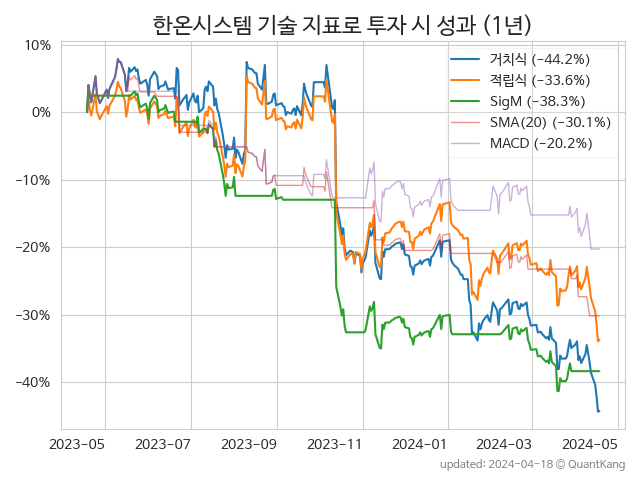 한온시스템 기술 지표로 투자 시 성과 (1년)
거치식 (−44.2%)
적립식 (−33.6%)
SigM (−38.3%)
SMA(20) (−30.1%)
MACD (−20.2%)
10%
0%
−10%
−20%
−30%
−40%
2023-05 2023-07 2023-09 2023-11 2024-01 2024-03 2024-05
updated: 2024-04-18 ⓒ QuantKang